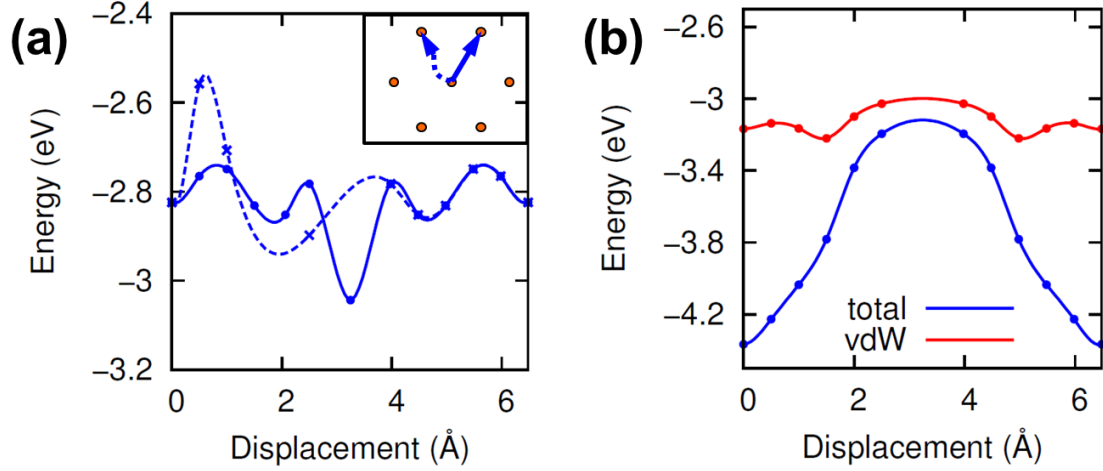 (a)
Energy (eV)
−2.4
−2.6
−2.8
−3
−3.2
0 2 4 6
Displacement (Å)
(b)
Energy (eV)
−2.6
−3
−3.4
−3.8
−4.2
total
vdW
0 2 4 6
Displacement (Å)